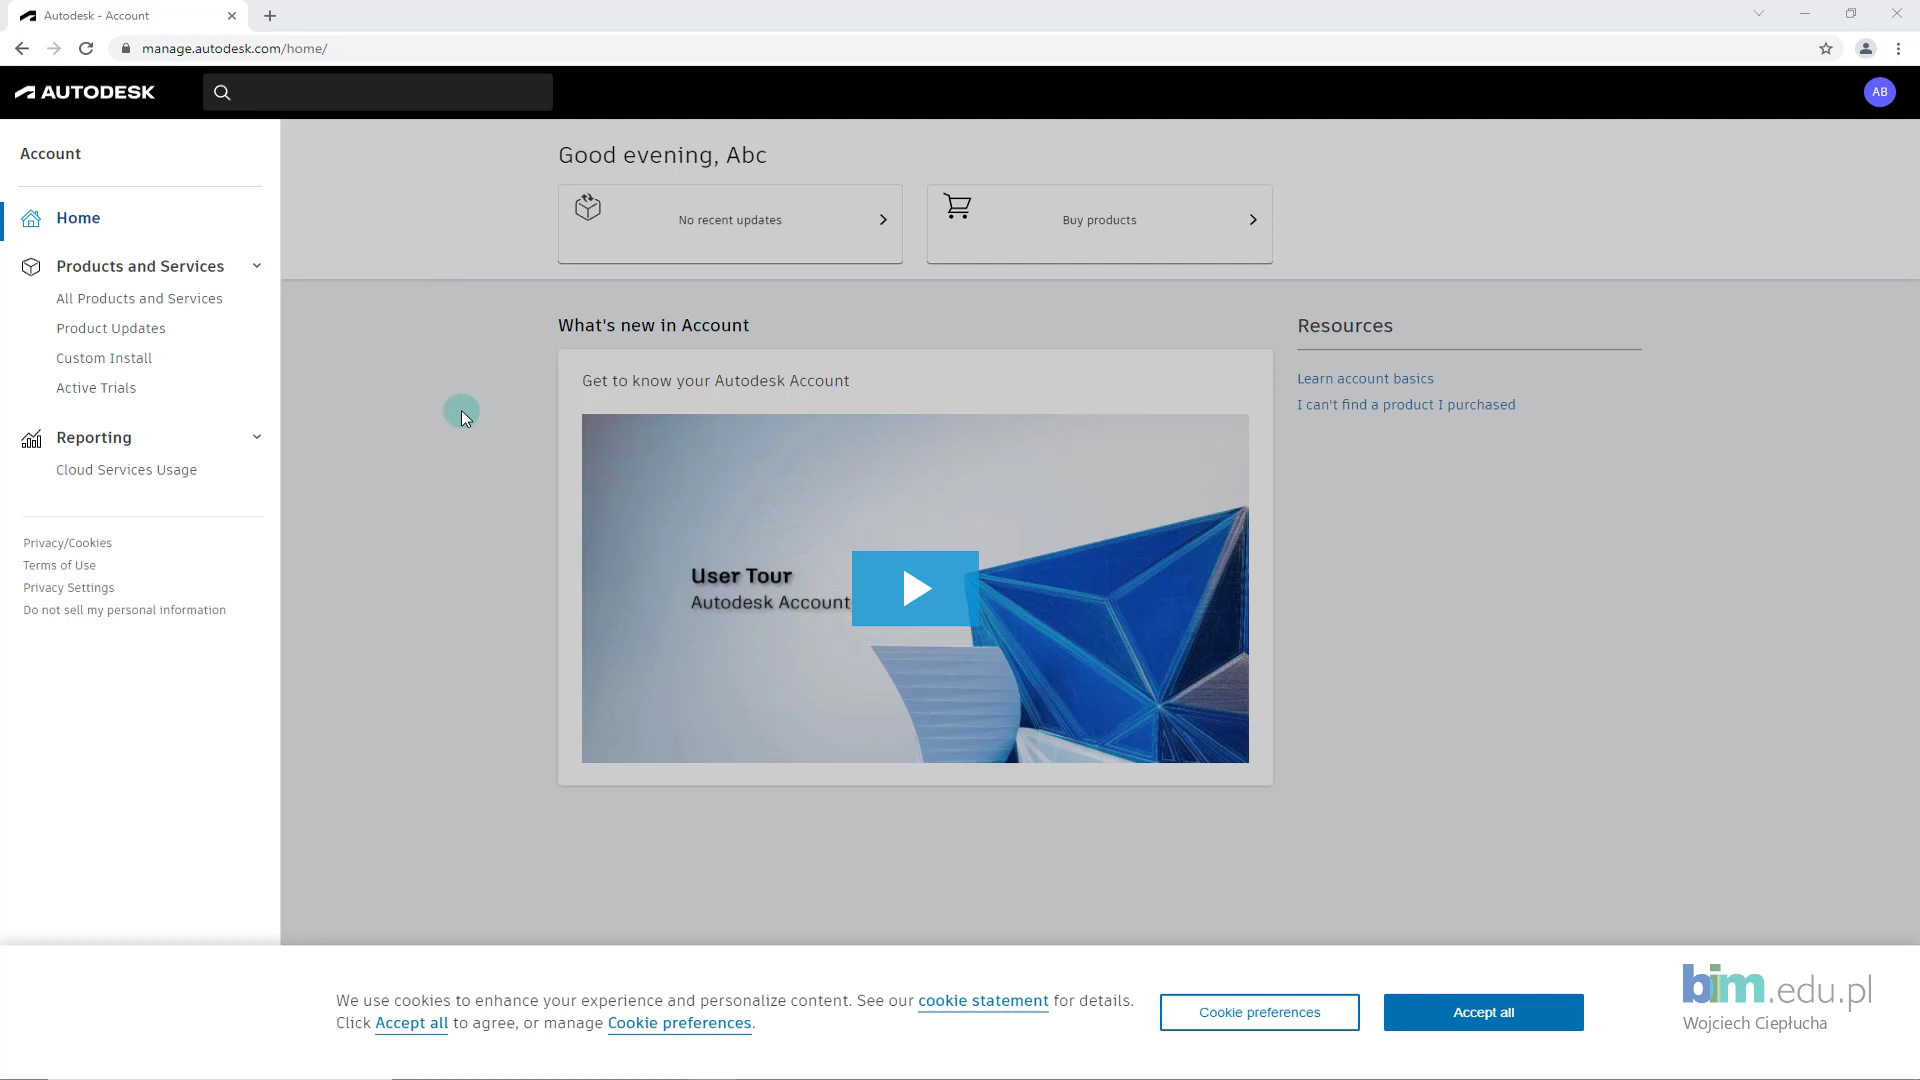 Autodesk - Account
manage.autodesk.com/home/
AUTODESK
AB
Account
Home
Products and Services
All Products and Services
Product Updates
Custom Install
Active Trials
Reporting
Cloud Services Usage
Privacy/Cookies
Terms of Use
Privacy Settings
Do not sell my personal information
Good evening, Abc
No recent updates
Buy products
What's new in Account
Get to know your Autodesk Account
User Tour
Autodesk Account
Resources
Learn account basics
I can't find a product I purchased
We use cookies to enhance your experience and personalize content. See our cookie statement for details.
Click Accept all to agree, or manage Cookie preferences.
Cookie preferences
Accept all
bim.edu.pl
Wojciech Ciepłucha